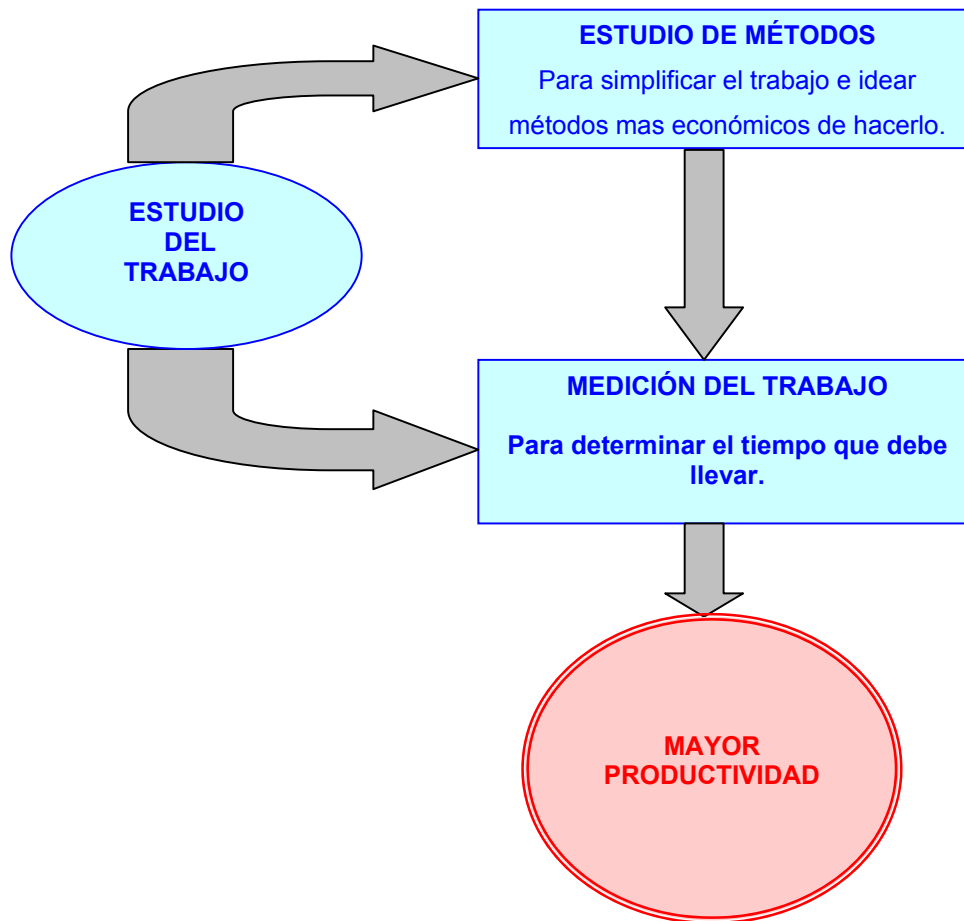 ESTUDIO DE MÉTODOS
Para simplificar el trabajo e idear
métodos mas económicos de hacerlo.
ESTUDIO
DEL
TRABAJO
MEDICIÓN DEL TRABAJO
Para determinar el tiempo que debe
llevar.
MAYOR
PRODUCTIVIDAD